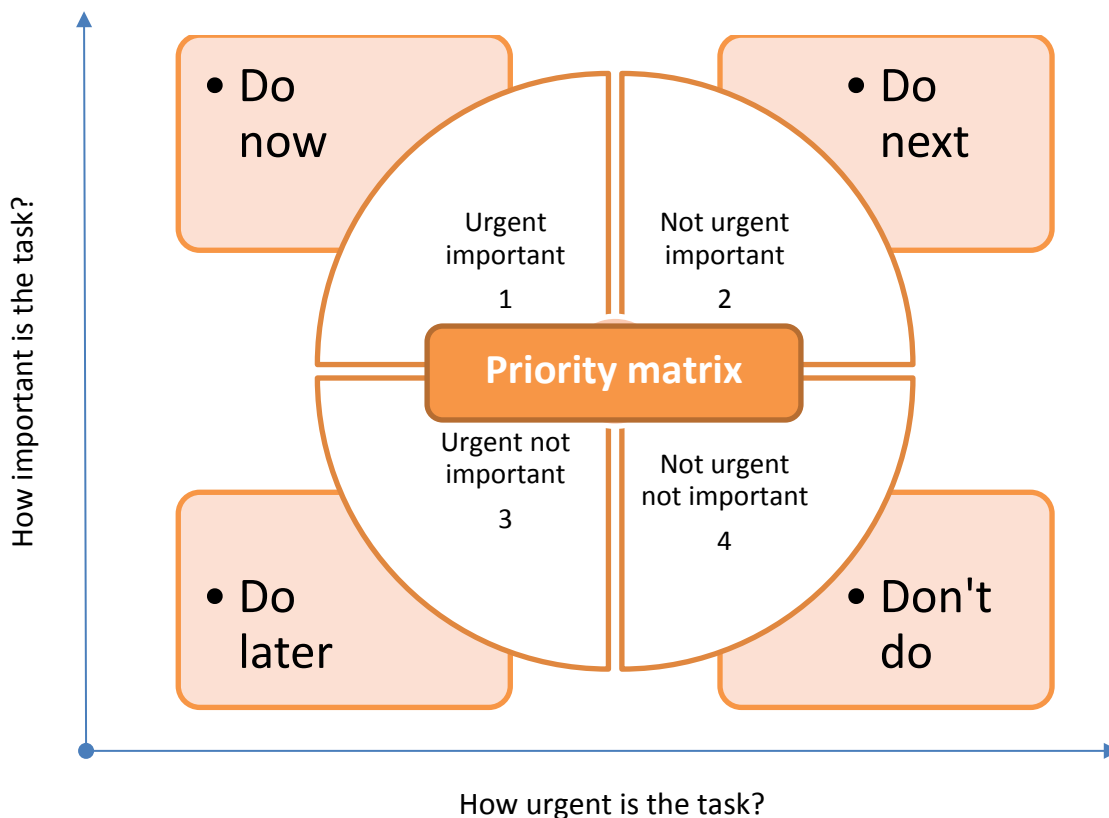 • Do
now
• Do
next
How important is the task?
Urgent
important
1
Not urgent
important
2
Priority matrix
Urgent not
important
3
Not urgent
not important
4
• Do
later
• Don't
do
How urgent is the task?